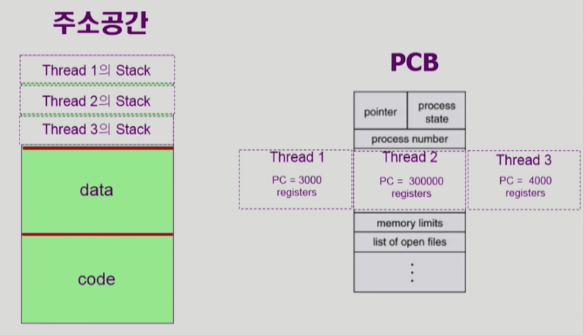 주소공간
Thread 1의 Stack
Thread 2의 Stack
Thread 3의 Stack
data
code
PCB
pointer
process
state
process number
Thread 1
PC = 3000
registers
Thread 2
PC = 300000
registers
Thread 3
PC = 4000
registers
memory limits
list of open files